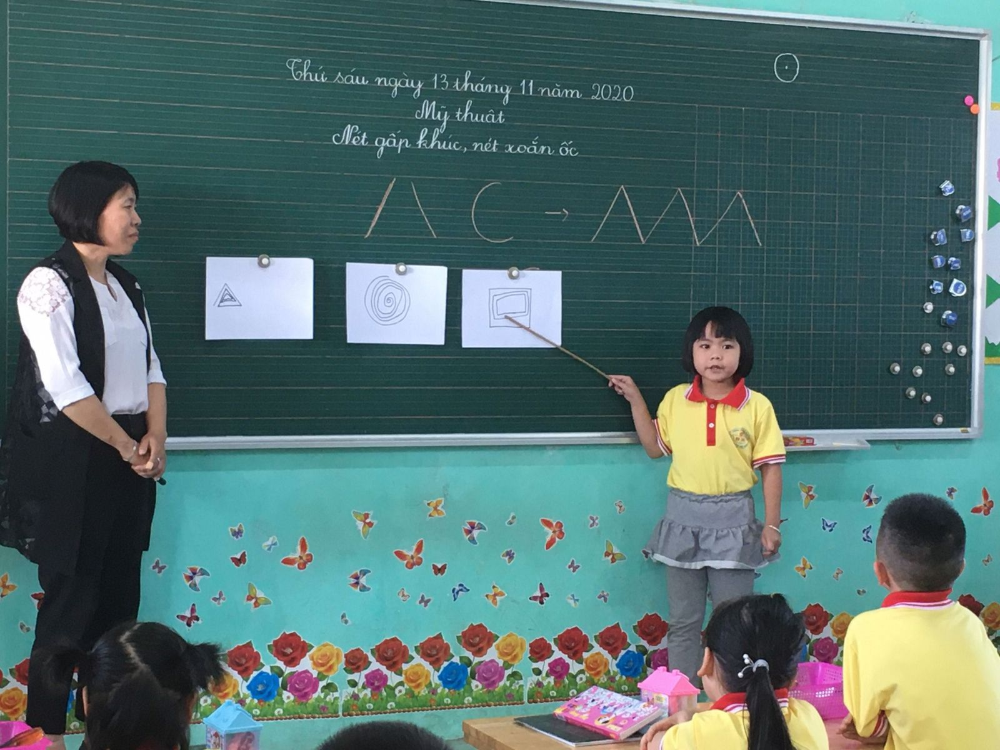 Thứ sáu ngày 13 tháng 11 năm 2020
Mỹ thuật
Nét gấp khúc, nét xoắn ốc